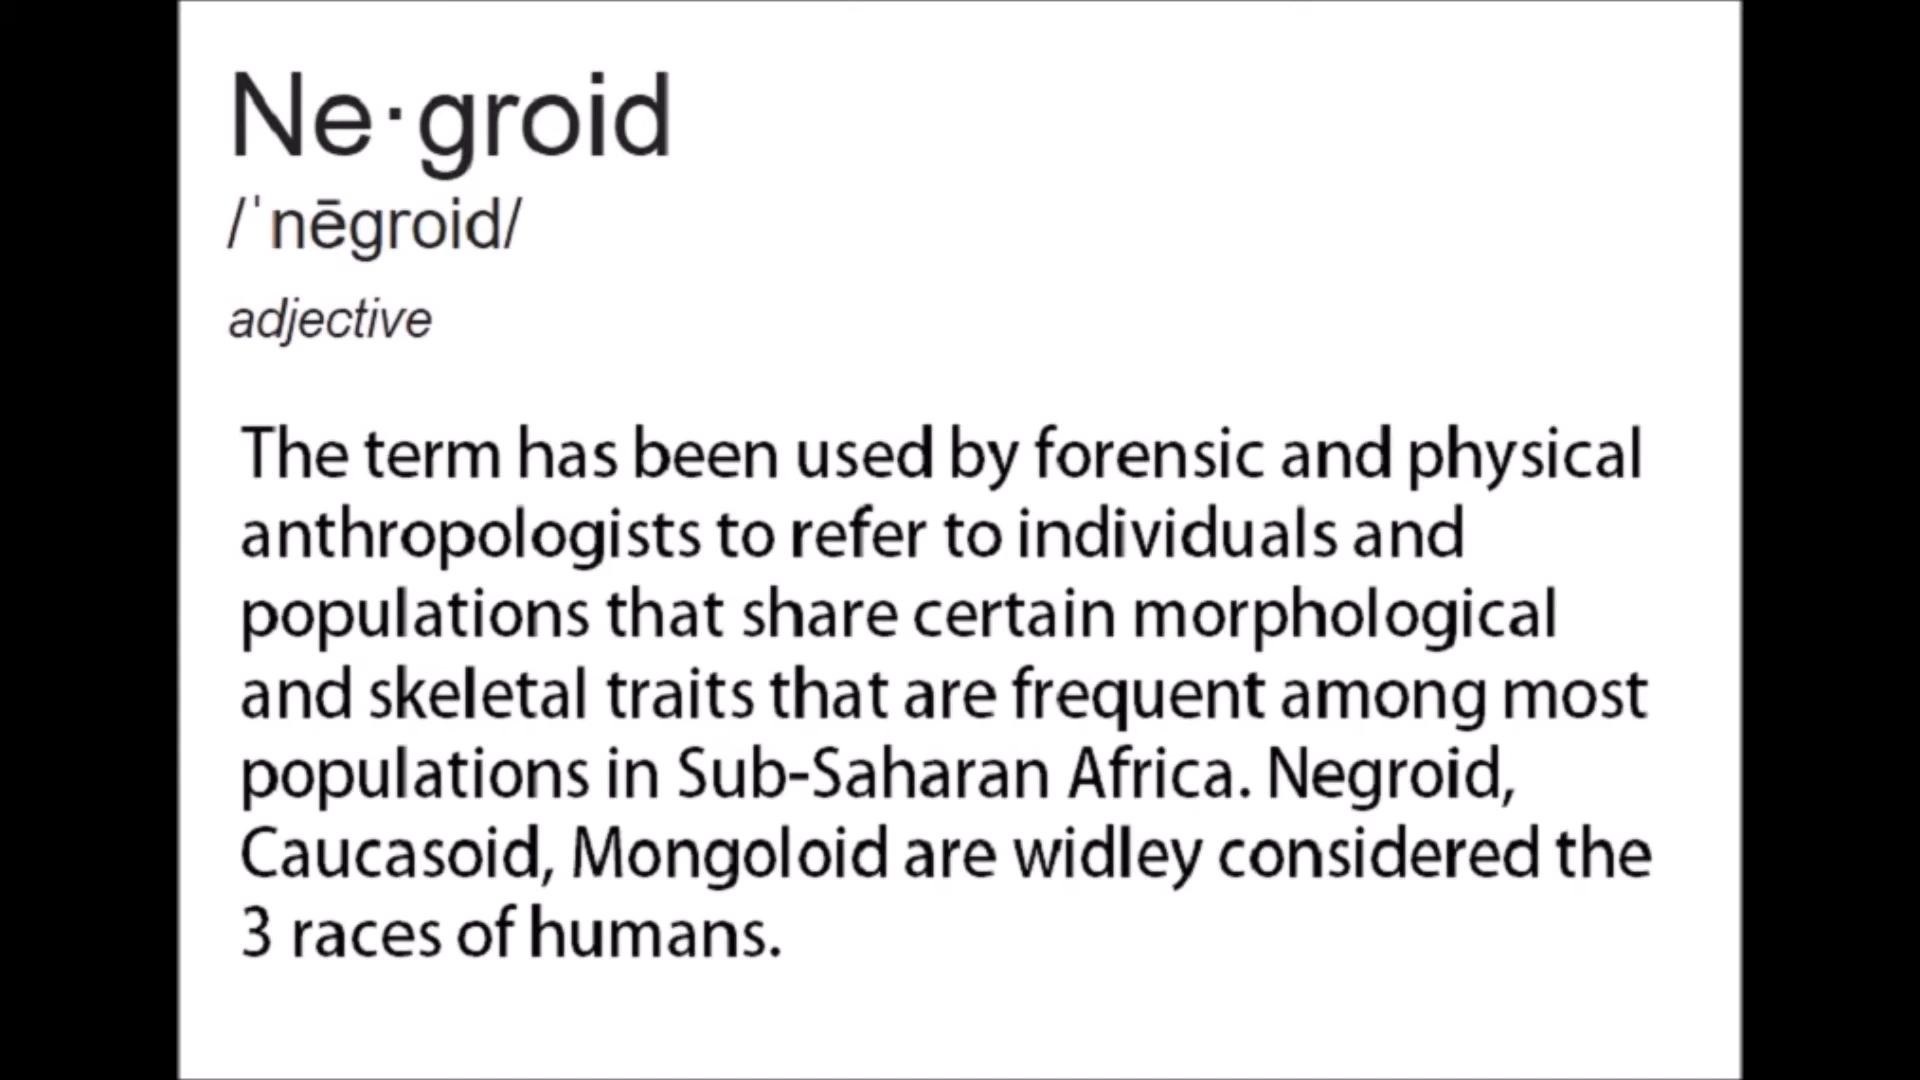 Ne·groid
/ˈnēgroid/
adjective
The term has been used by forensic and physical
anthropologists to refer to individuals and
populations that share certain morphological
and skeletal traits that are frequent among most
populations in Sub-Saharan Africa. Negroid,
Caucasoid, Mongoloid are widley considered the
3 races of humans.